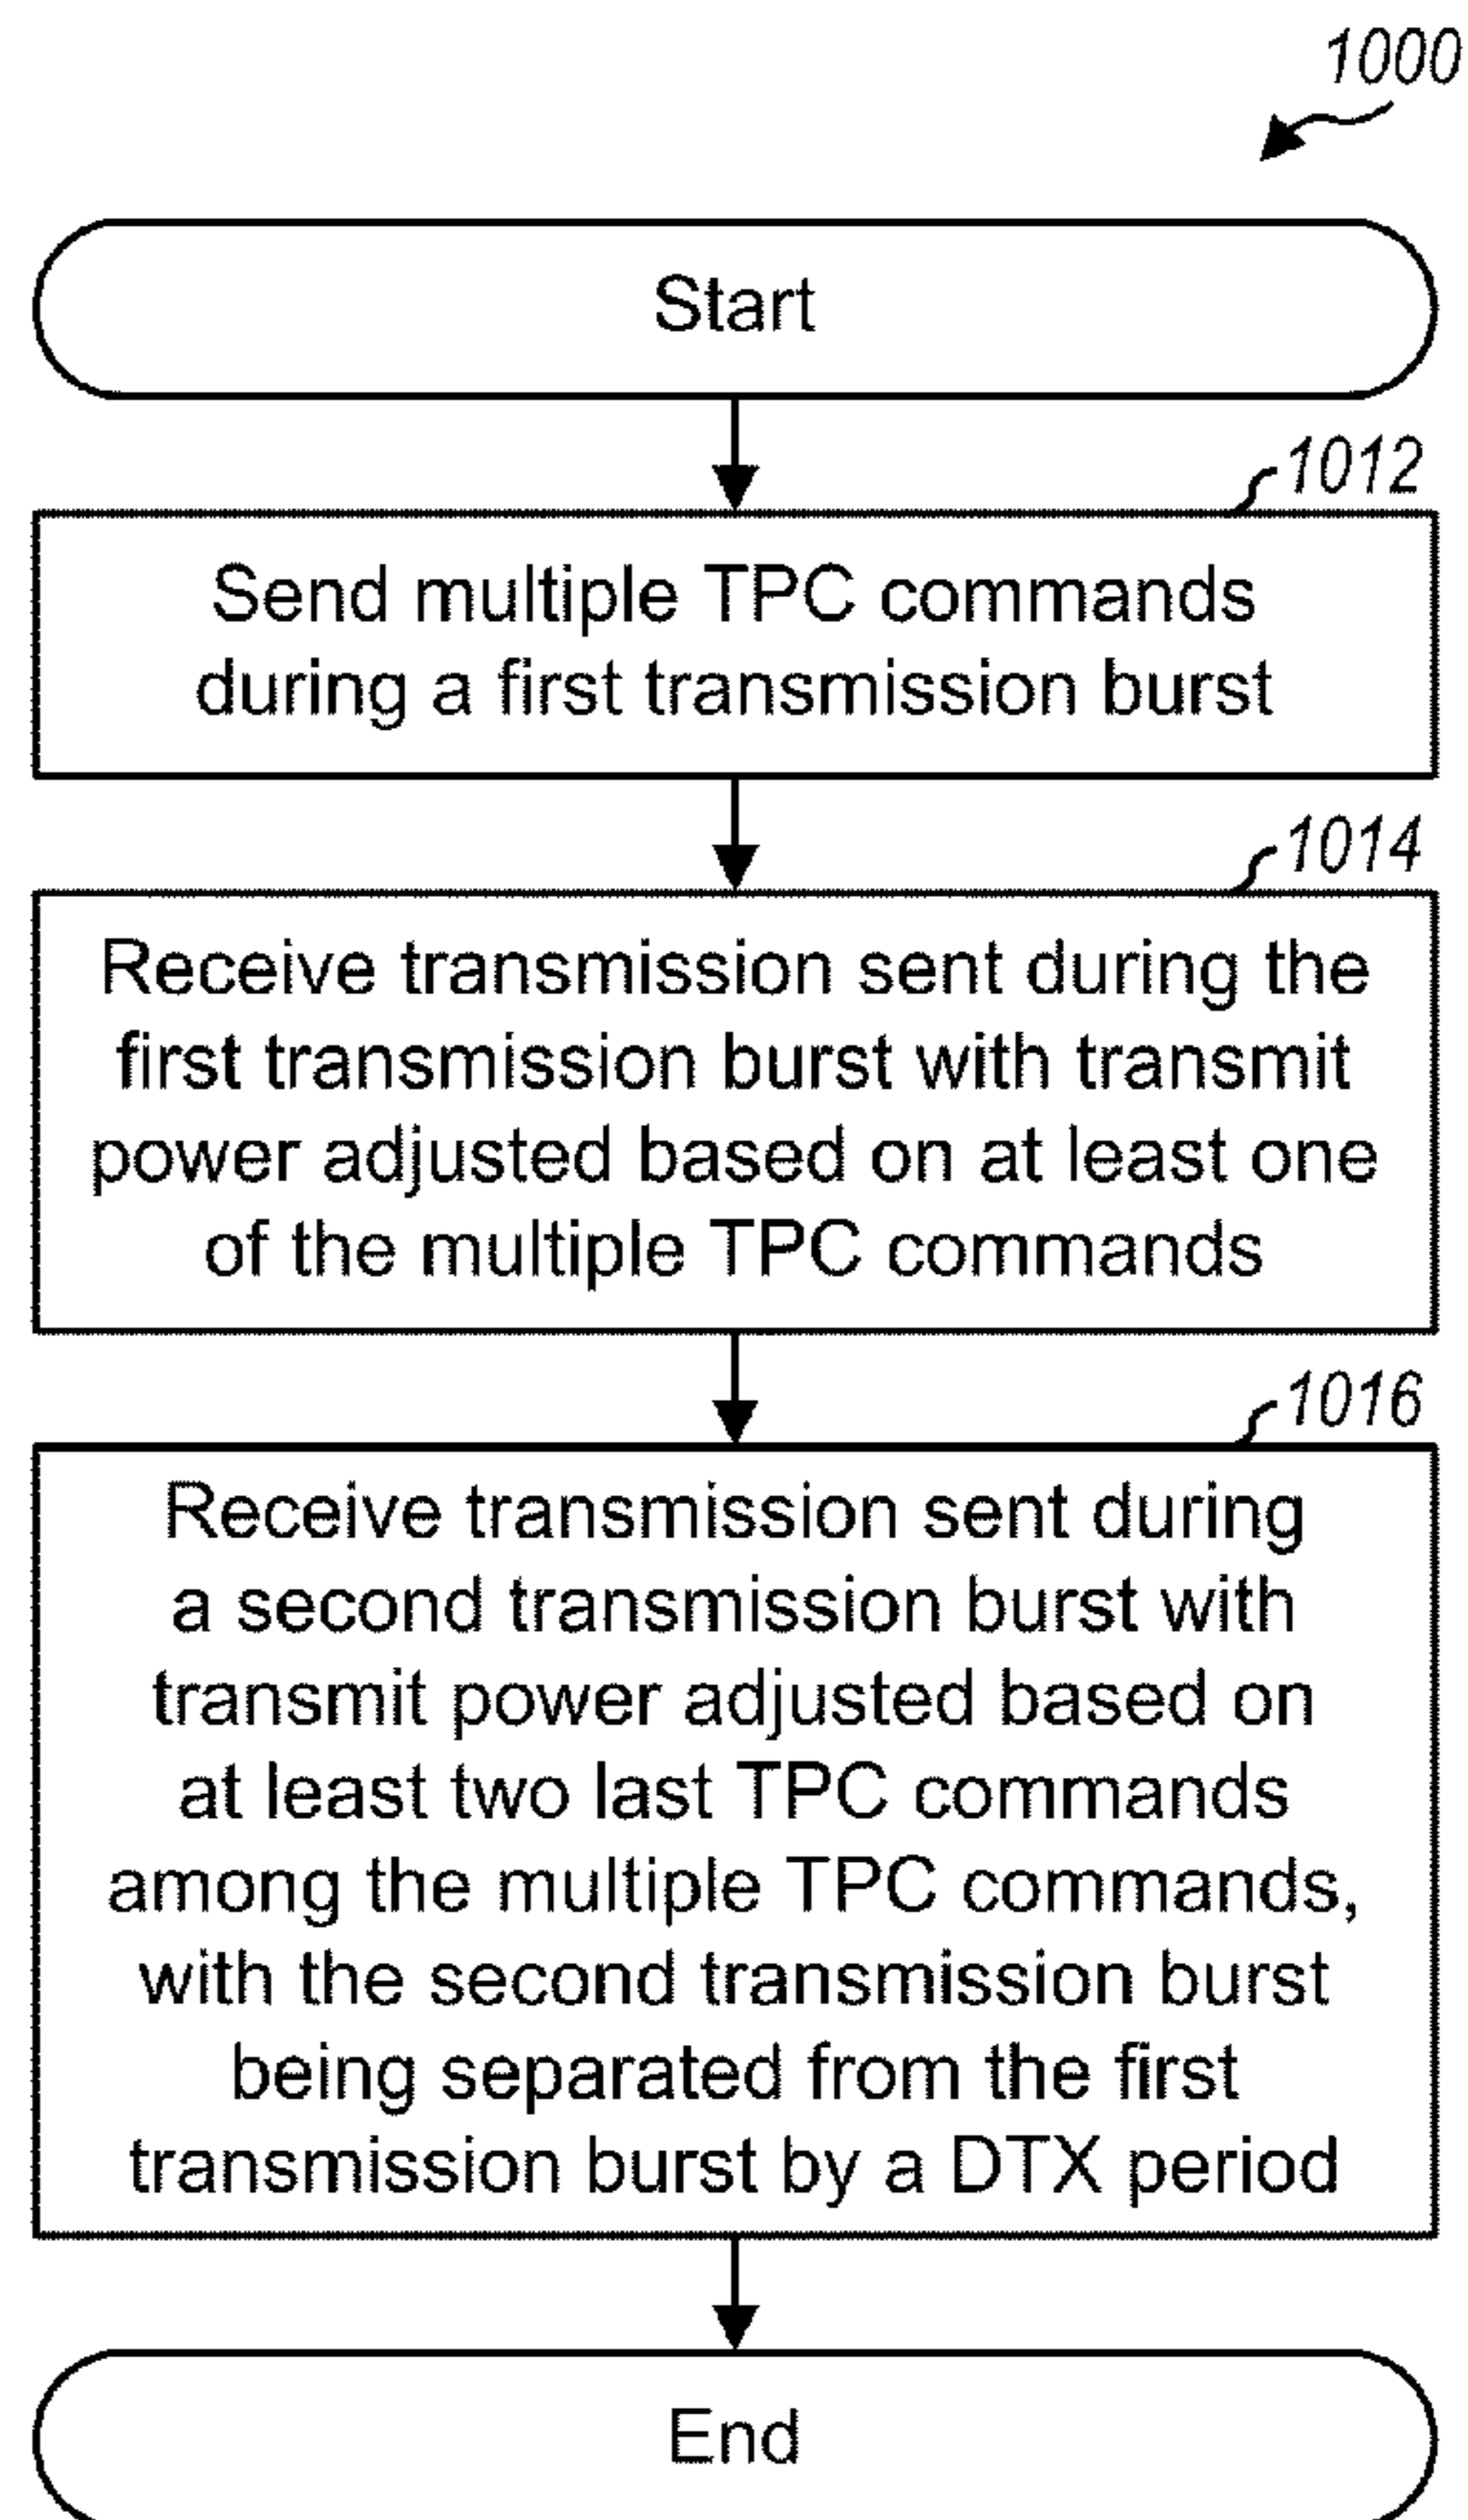 1000
Start
1012
Send multiple TPC commands
during a first transmission burst
1014
Receive transmission sent during the
first transmission burst with transmit
power adjusted based on at least one
of the multiple TPC commands
1016
Receive transmission sent during
a second transmission burst with
transmit power adjusted based on
at least two last TPC commands
among the multiple TPC commands,
with the second transmission burst
being separated from the first
transmission burst by a DTX period
End